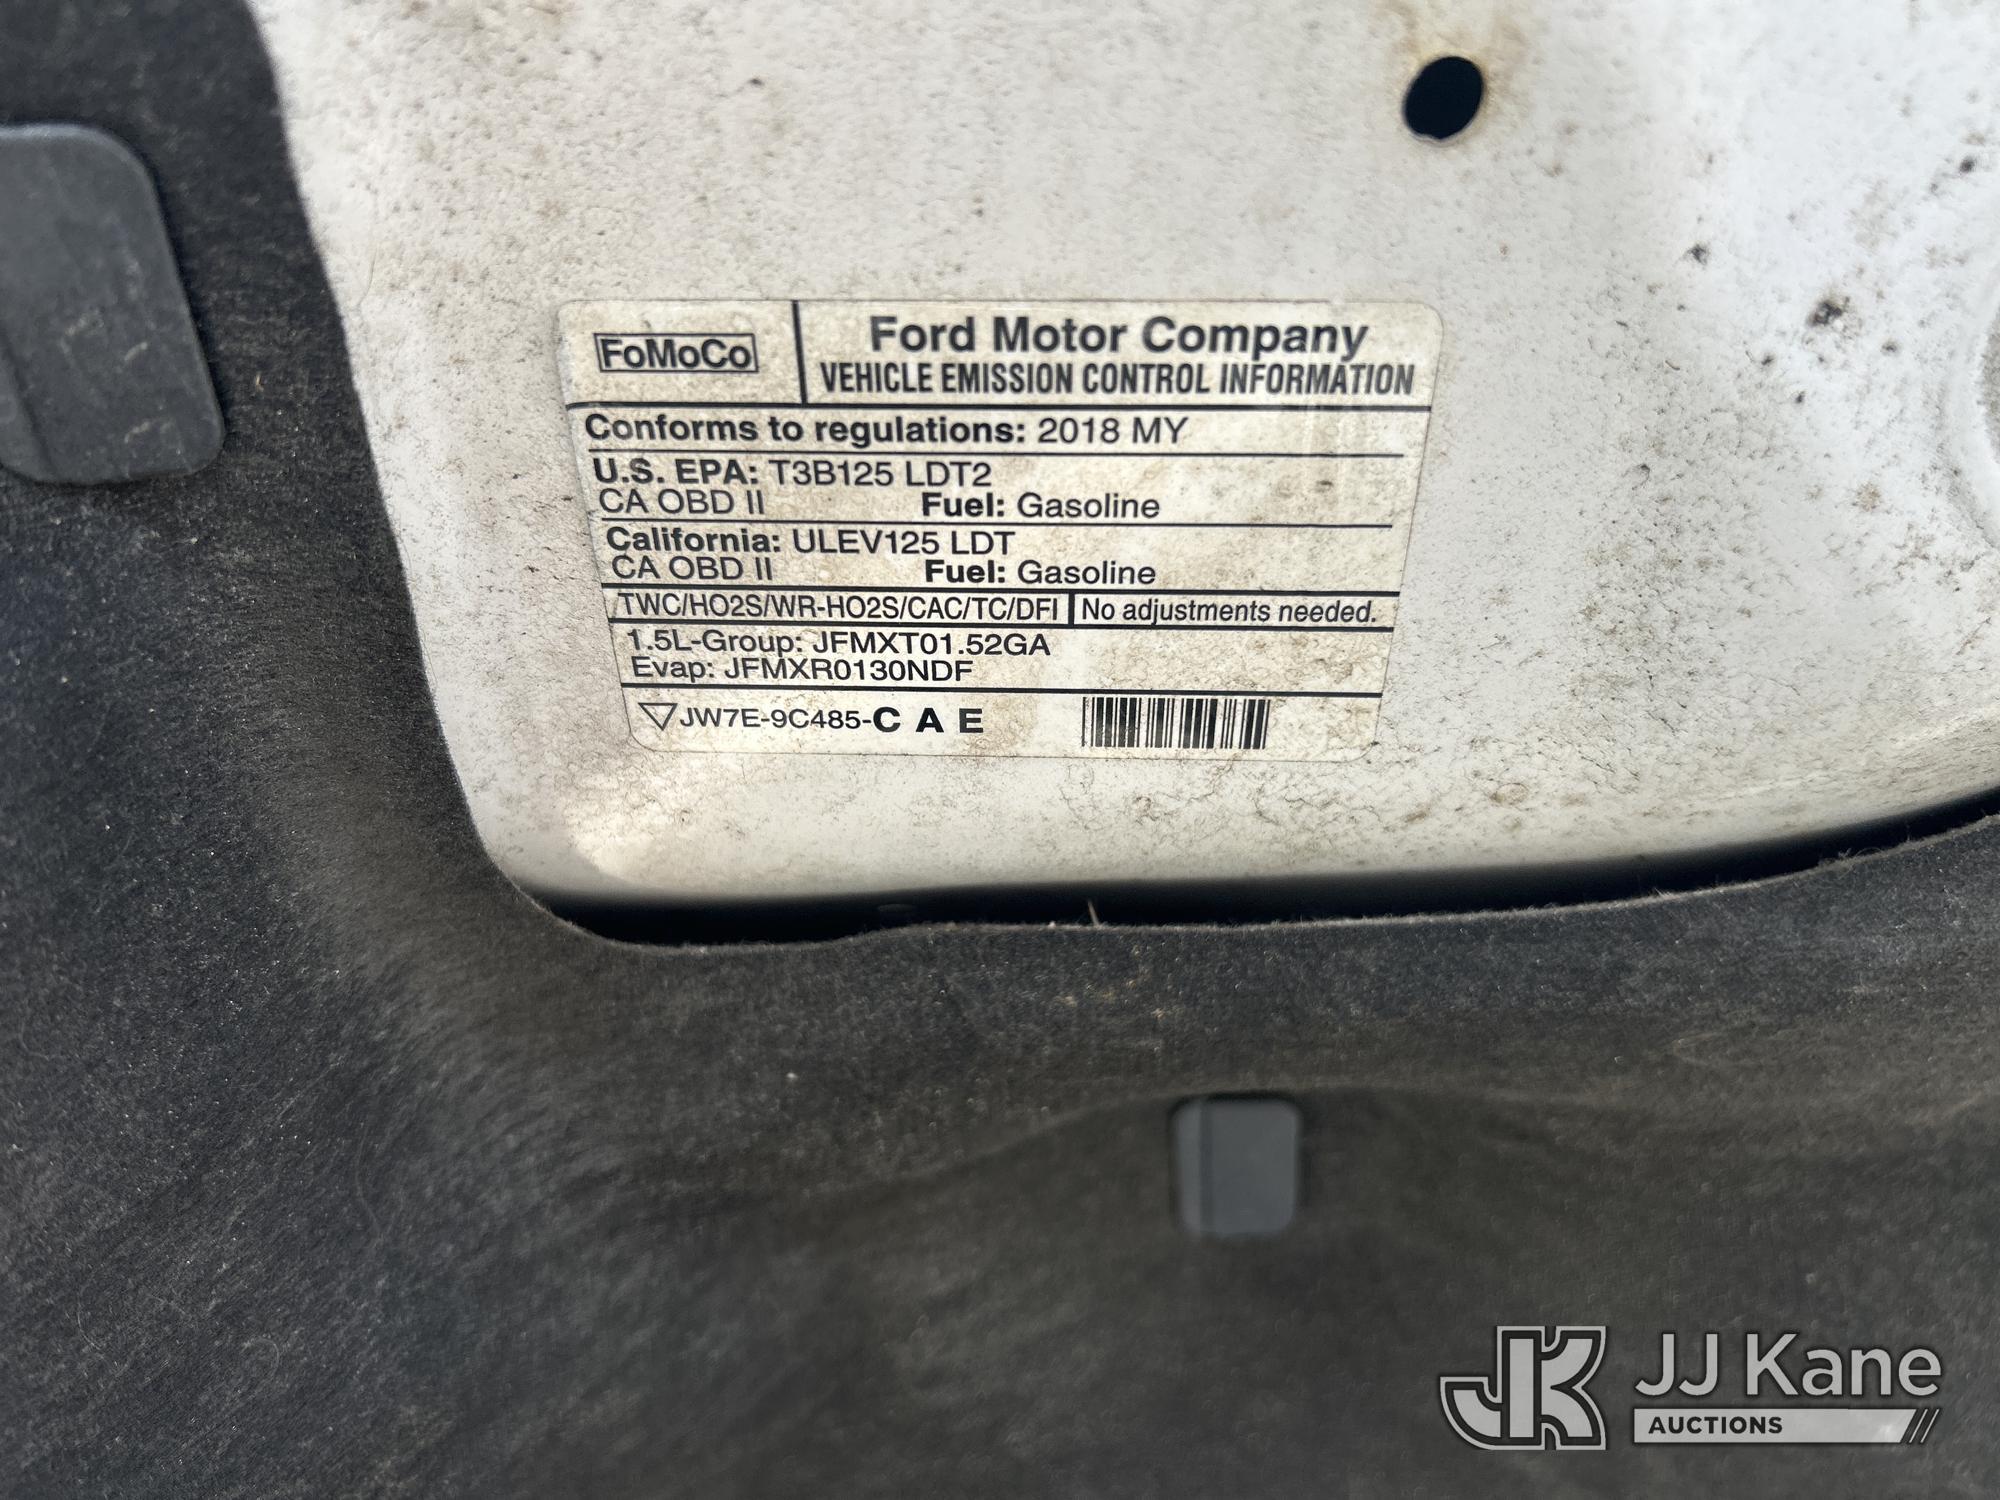 FoMoCo
Ford Motor Company
VEHICLE EMISSION CONTROL INFORMATION
Conforms to regulations: 2018 MY
U.S. EPA: T3B125 LDT2
CA OBD II Fuel: Gasoline
California: ULEV125 LDT
CA OBD II Fuel: Gasoline
TWC/HO2S/WR-HO2S/CAC/TC/DFI No adjustments needed.
1.5L-Group: JFMXT01.52GA
Evap: JFMXR0130NDF
JW7E-9C485-C A E
JK JJ Kane
AUCTIONS